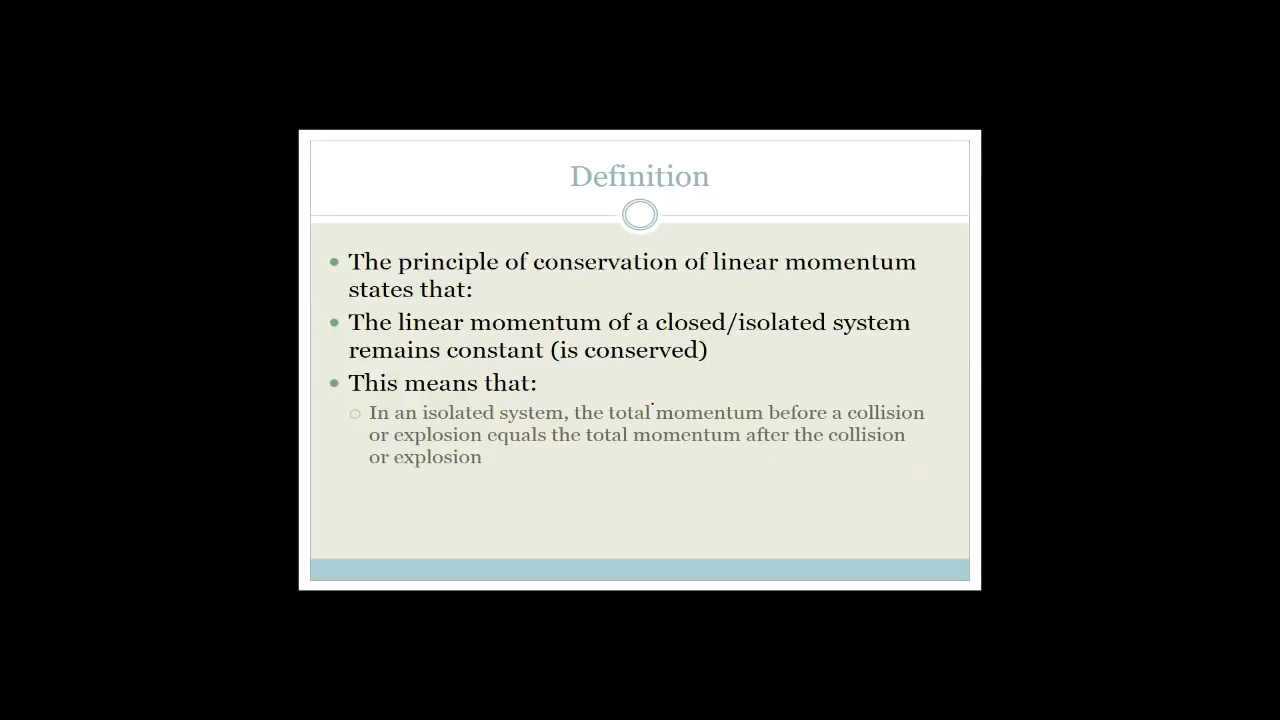 Definition
The principle of conservation of linear momentum
states that:
The linear momentum of a closed/isolated system
remains constant (is conserved)
This means that:
In an isolated system, the total momentum before a collision
or explosion equals the total momentum after the collision
or explosion